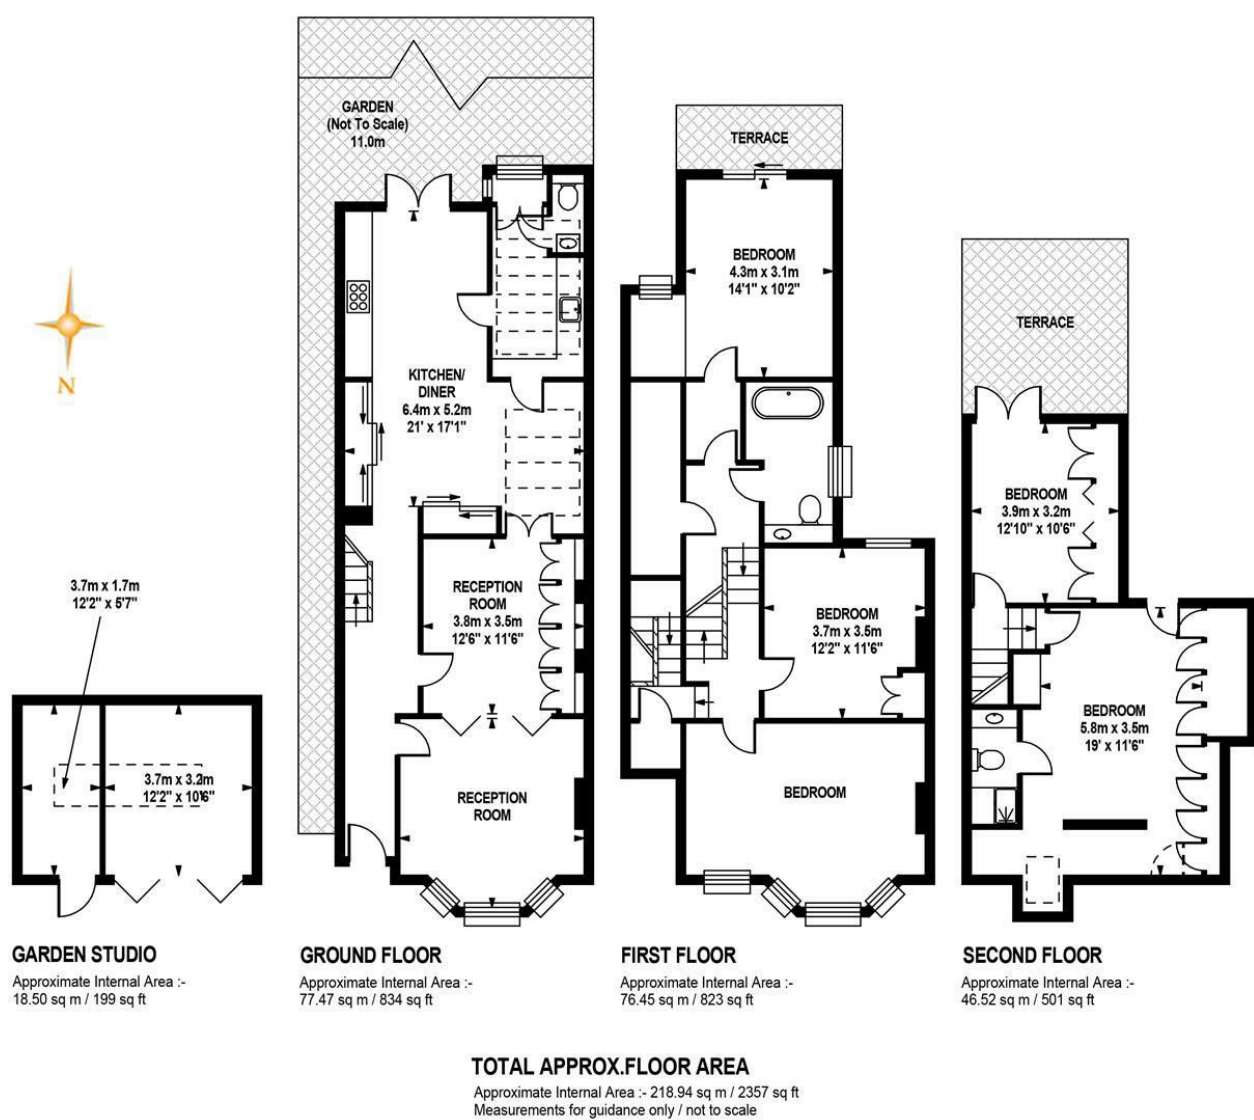 GARDEN
(Not To Scale)
11.0m
TERRACE
BEDROOM
4.3m x 3.1m
14'1" x 10'2"
TERRACE
N
KITCHEN/
DINER
6.4m x 5.2m
21' x 17'1"
BEDROOM
3.9m x 3.2m
12'10" x 10'6"
3.7m x 1.7m
12'2" x 5'7"
RECEPTION
ROOM
3.8m x 3.5m
12'6" x 11'6"
BEDROOM
3.7m x 3.5m
12'2" x 11'6"
BEDROOM
5.8m x 3.5m
19' x 11'6"
3.7m x 3.2m
12'2" x 10'6"
RECEPTION
ROOM
BEDROOM
GARDEN STUDIO
Approximate Internal Area :-
18.50 sq m / 199 sq ft
GROUND FLOOR
Approximate Internal Area :-
77.47 sq m / 834 sq ft
FIRST FLOOR
Approximate Internal Area :-
76.45 sq m / 823 sq ft
SECOND FLOOR
Approximate Internal Area :-
46.52 sq m / 501 sq ft
TOTAL APPROX.FLOOR AREA
Approximate Internal Area :- 218.94 sq m / 2357 sq ft
Measurements for guidance only / not to scale